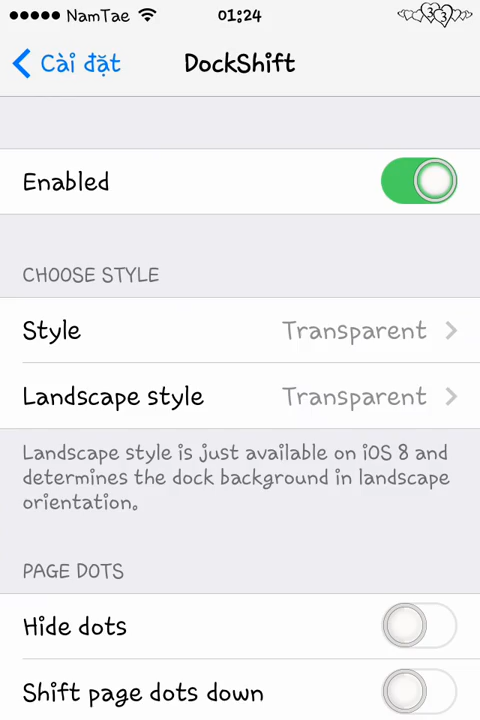 NamTae 01:24 3 3
Cài đặt DockShift
Enabled
CHOOSE STYLE
Style Transparent
Landscape style Transparent
Landscape style is just available on iOS 8 and
determines the dock background in landscape
orientation.
PAGE DOTS
Hide dots
Shift page dots down